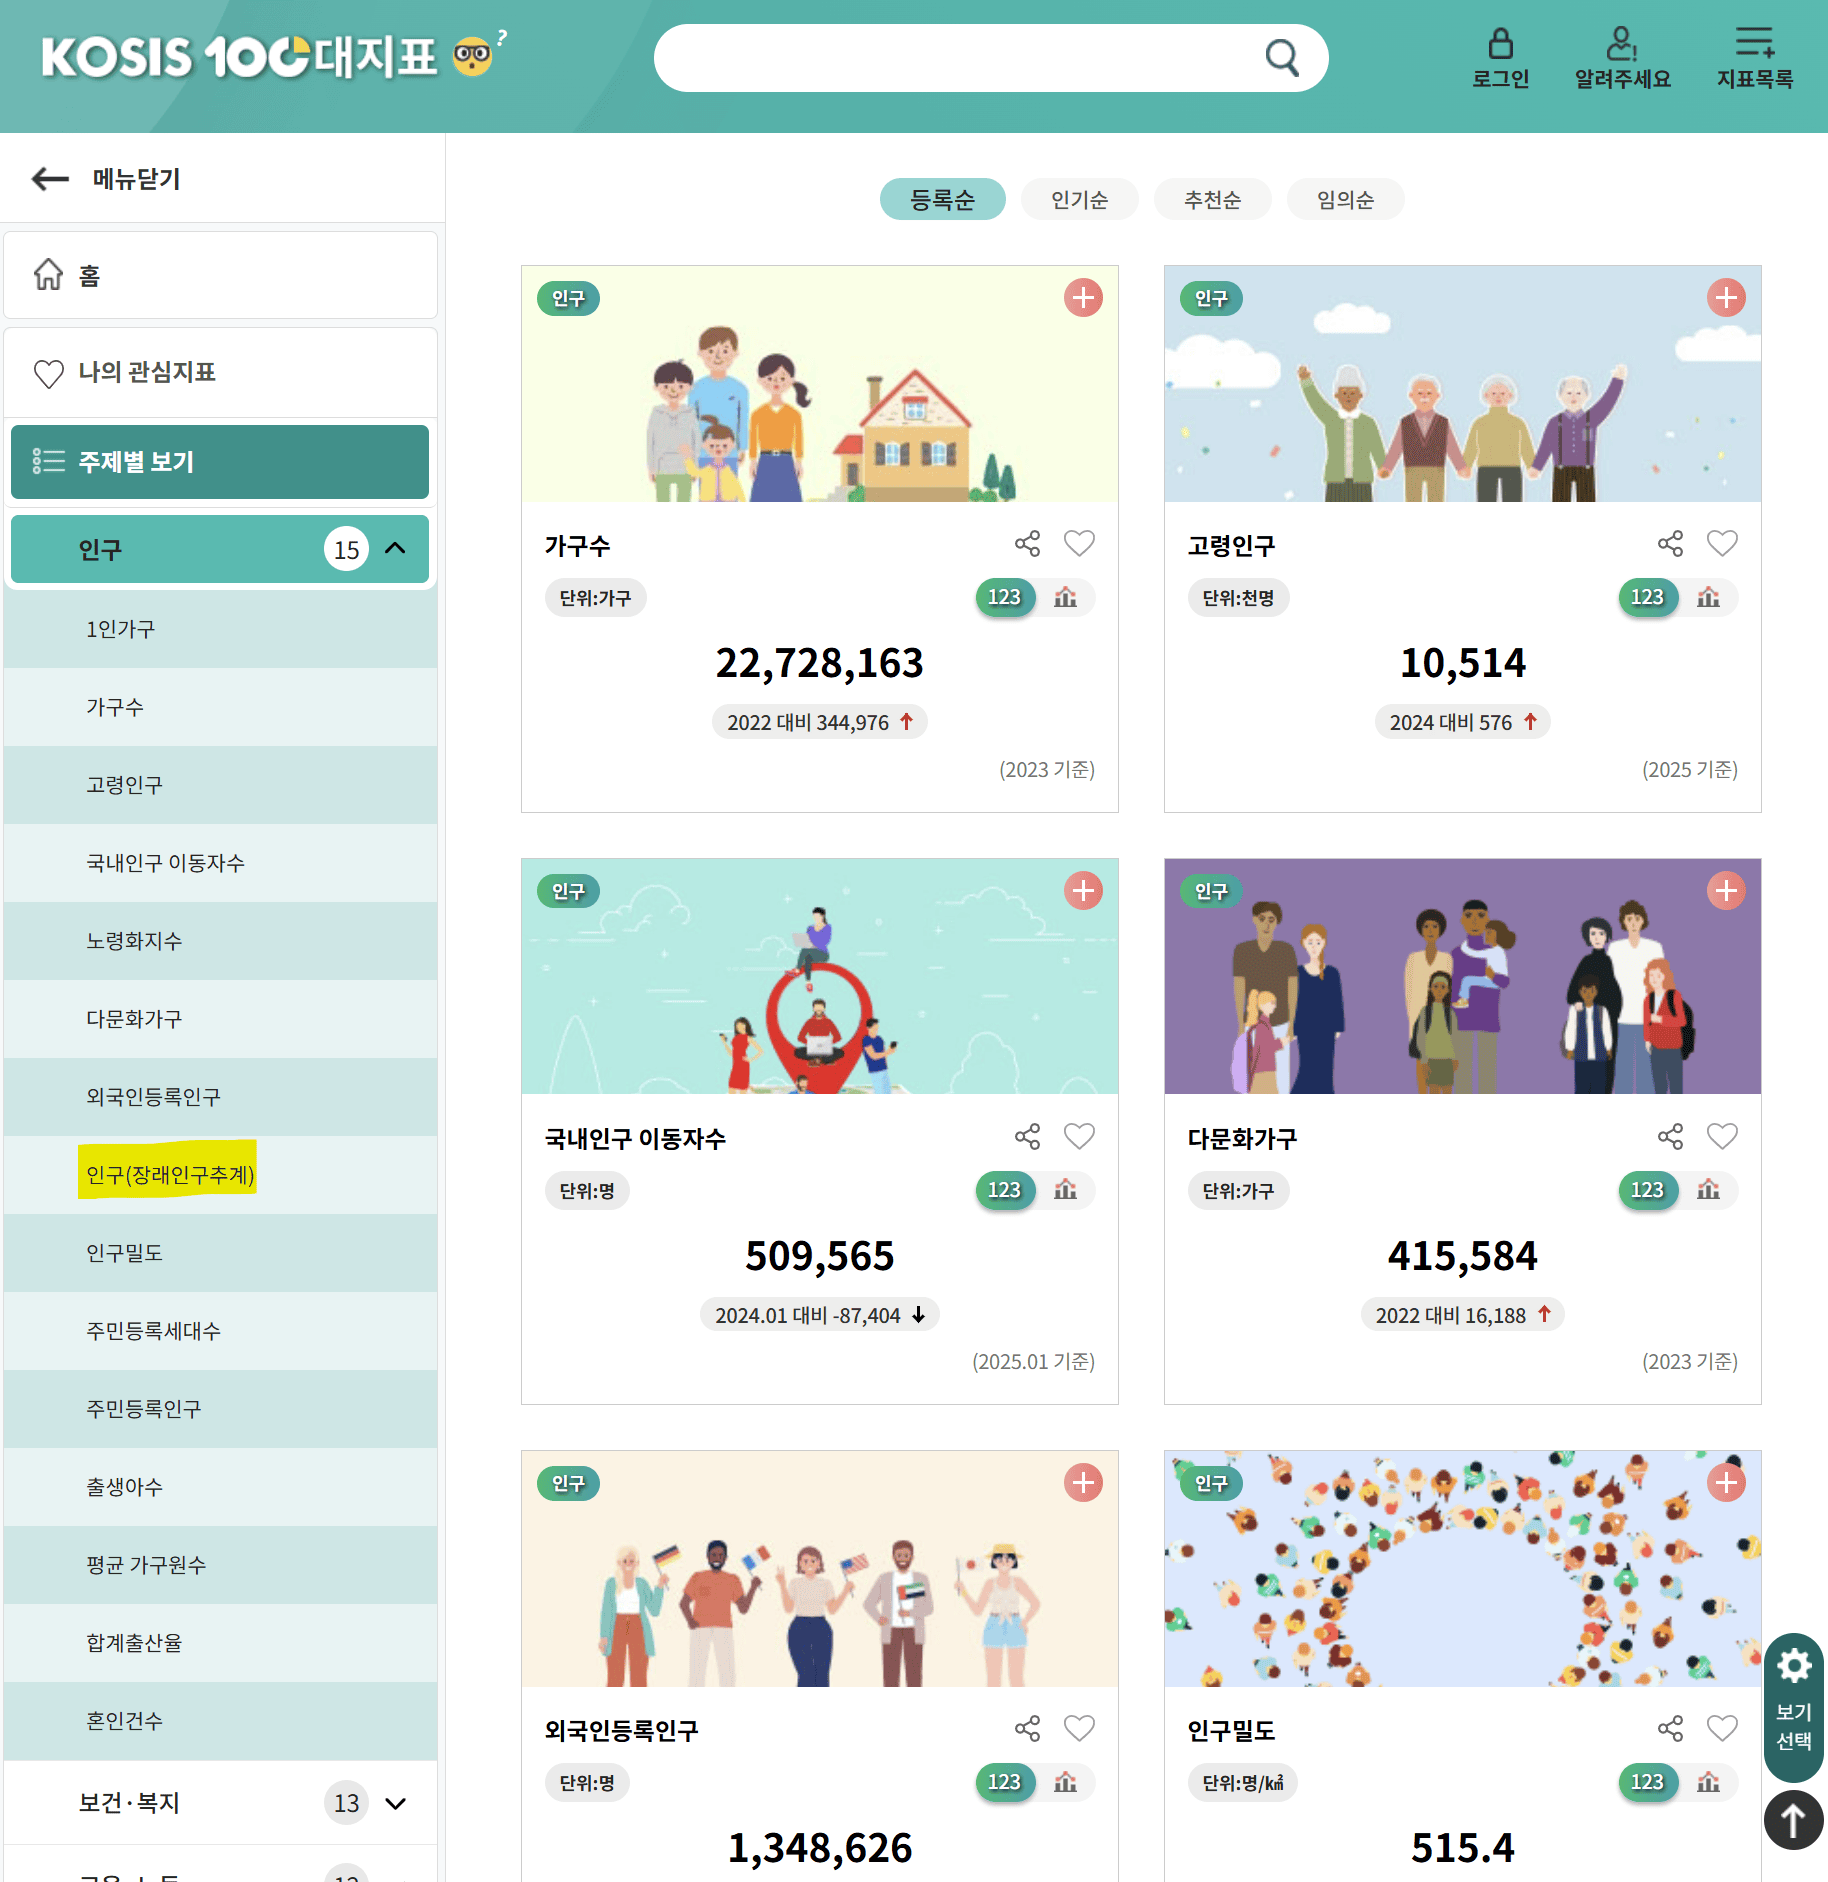 KOSIS 100대지표 ?
로그인
알려주세요
지표목록
메뉴닫기
홈
나의 관심지표
주제별 보기
인구 15
1인가구
가구수
고령인구
국내인구 이동자수
노령화지수
다문화가구
외국인등록인구
인구(장래인구추계)
인구밀도
주민등록세대수
주민등록인구
출생아수
평균 가구원수
합계출산율
혼인건수
보건·복지 13
등록순 인기순 추천순 임의순
인구
가구수
단위:가구 123
22,728,163
2022 대비 344,976 ↑
(2023 기준)
인구
고령인구
단위:천명 123
10,514
2024 대비 576 ↑
(2025 기준)
인구
국내인구 이동자수
단위:명 123
509,565
2024.01 대비 -87,404 ↓
(2025.01 기준)
인구
다문화가구
단위:가구 123
415,584
2022 대비 16,188 ↑
(2023 기준)
인구
외국인등록인구
단위:명 123
1,348,626
인구
인구밀도
단위:명/㎢ 123
515.4
보기
선택